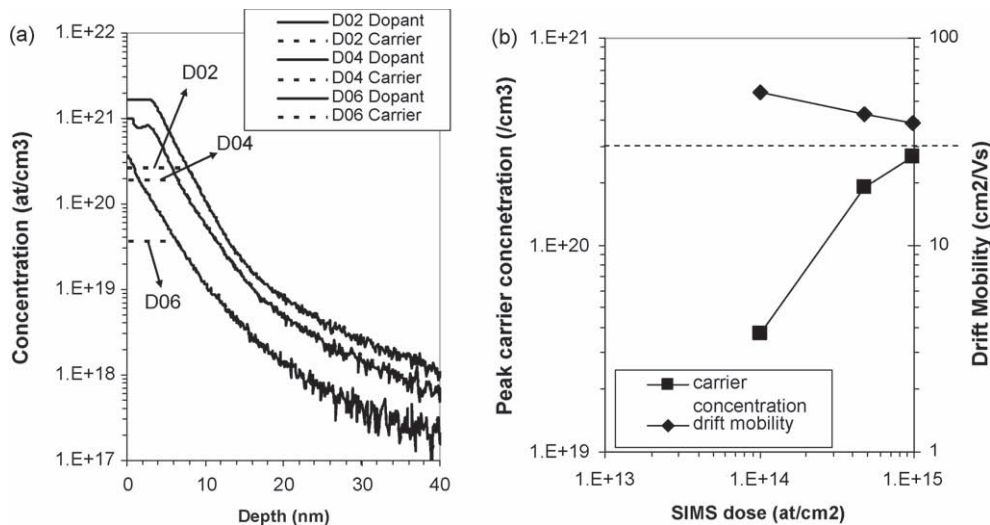 (a)
D02 Dopant
D02 Carrier
D04 Dopant
D04 Carrier
D06 Dopant
D06 Carrier
1.E+22
1.E+21
1.E+20
1.E+19
1.E+18
1.E+17
Concentration (at/cm3)
D02
D04
D06
0
10
20
30
40
Depth (nm)
(b)
1.E+21
1.E+20
1.E+19
Peak carrier concnetration (/cm3)
100
10
1
Drift Mobility (cm2/Vs)
carrier
concentration
drift mobility
1.E+13
1.E+14
1.E+15
SIMS dose (at/cm2)